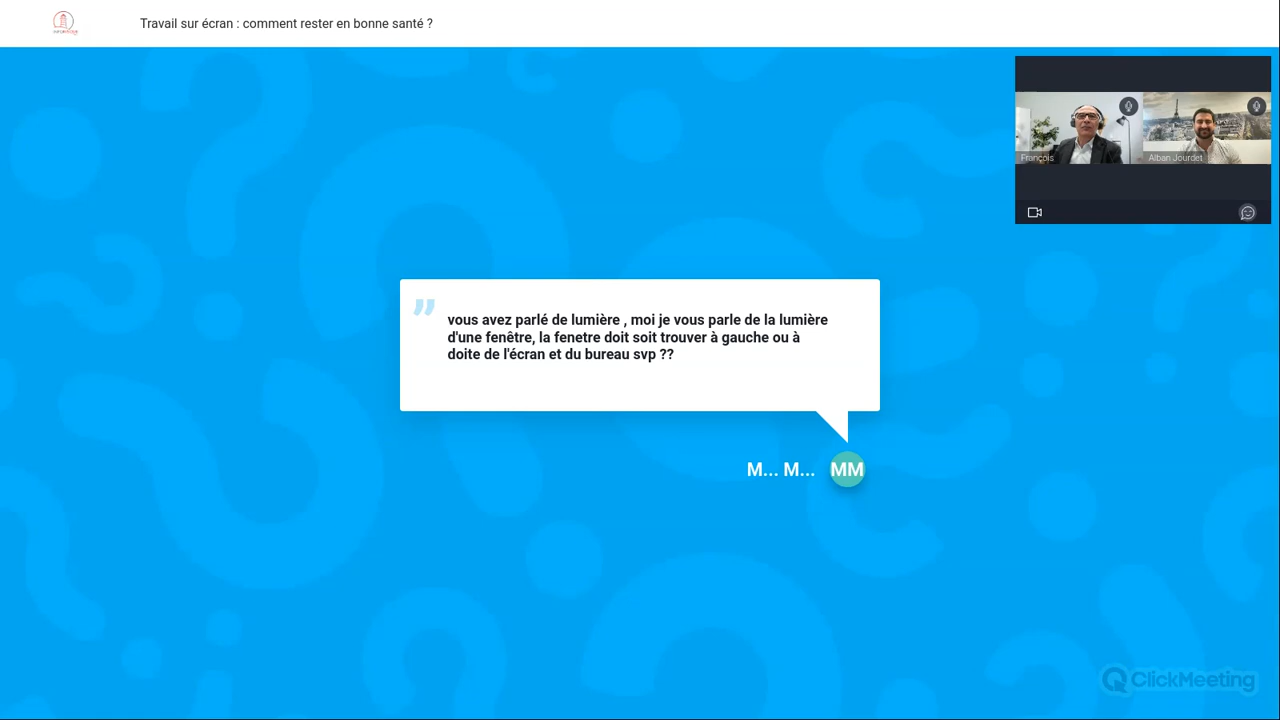 Travail sur écran : comment rester en bonne santé ?
François
Alban Jourdet
vous avez parlé de lumière , moi je vous parle de la lumière
d'une fenêtre, la fenetre doit soit trouver à gauche ou à
doite de l'écran et du bureau svp ??
M... M...
MM
ClickMeeting